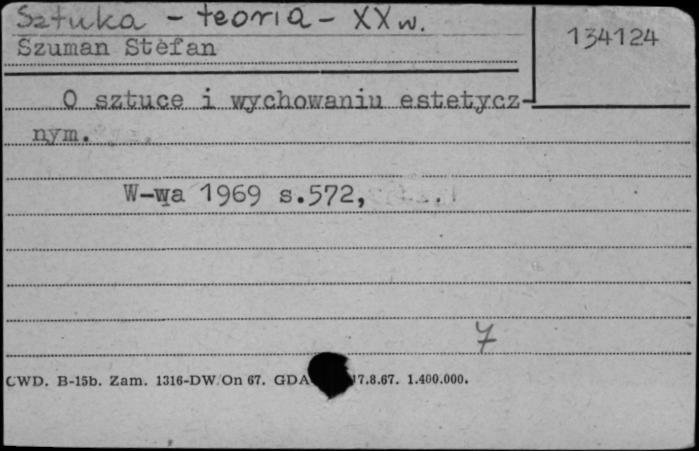 Sztuka - teoria - XX w.
134124
Szuman Stefan
O sztuce i wychowaniu estetycz-
nym.
W-wa 1969 s.572,
7
CWD. B-15b. Zam. 1316-DW/On 67. GDA 17.8.67. 1.400.000.